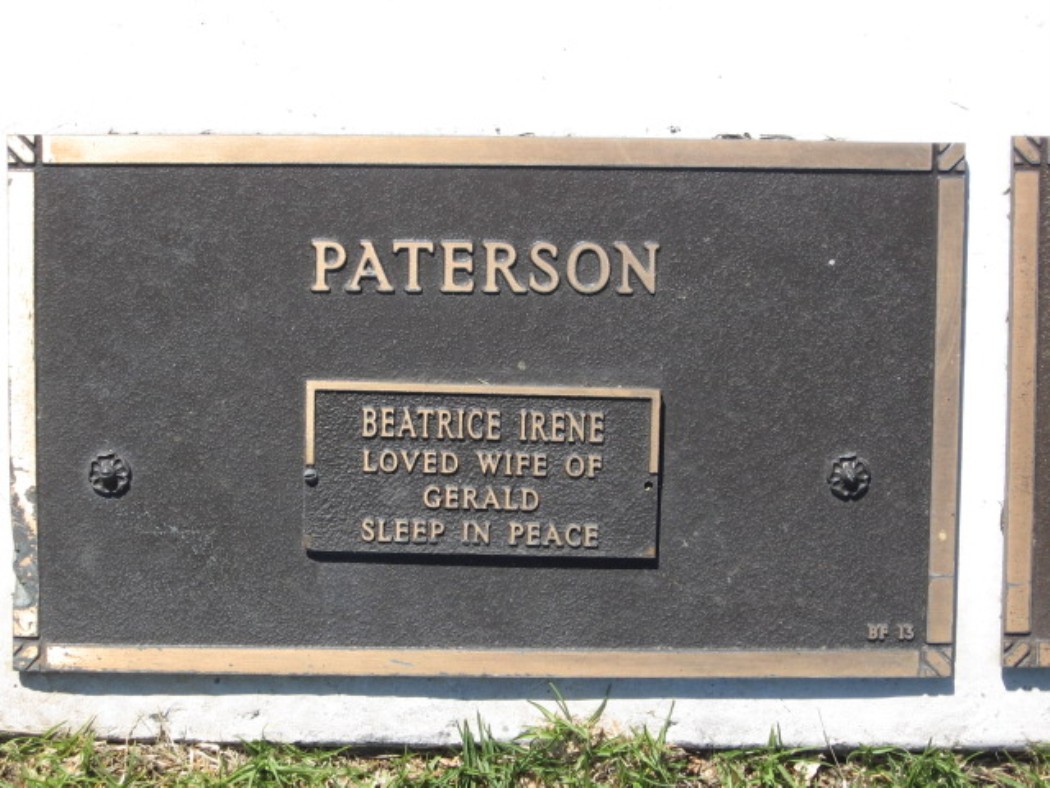 PATERSON
BEATRICE IRENE
LOVED WIFE OF
GERALD
SLEEP IN PEACE
BF 13